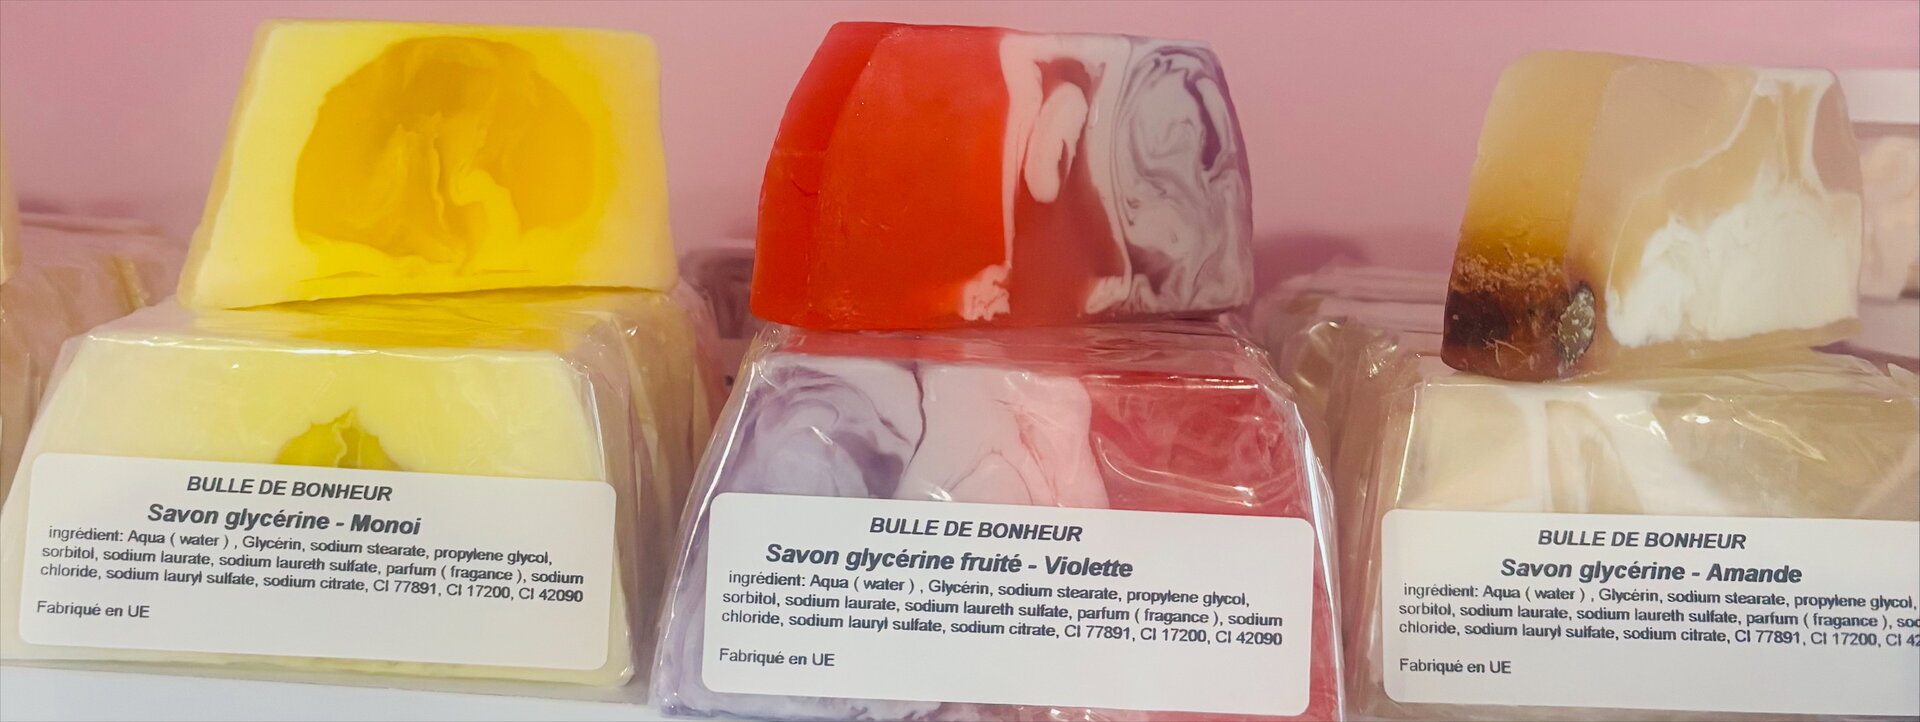 BULLE DE BONHEUR
Savon glycérine - Monoi
ingrédient: Aqua ( water ) , Glycérin, sodium stearate, propylene glycol,
sorbitol, sodium laurate, sodium laureth sulfate, parfum ( fragance ), sodium
chloride, sodium lauryl sulfate, sodium citrate, CI 77891, CI 17200, CI 42090
Fabriqué en UE
BULLE DE BONHEUR
Savon glycérine fruité - Violette
ingrédient: Aqua ( water ) , Glycérin, sodium stearate, propylene glycol,
sorbitol, sodium laurate, sodium laureth sulfate, parfum ( fragance ), sodium
chloride, sodium lauryl sulfate, sodium citrate, CI 77891, CI 17200, CI 42090
Fabriqué en UE
BULLE DE BONHEUR
Savon glycérine - Amande
ingrédient: Aqua ( water ) , Glycérin, sodium stearate, propylene glycol,
sorbitol, sodium laurate, sodium laureth sulfate, parfum ( fragance ),
chloride, sodium lauryl sulfate, sodium citrate, CI 77891, CI 17200, CI
Fabriqué en UE